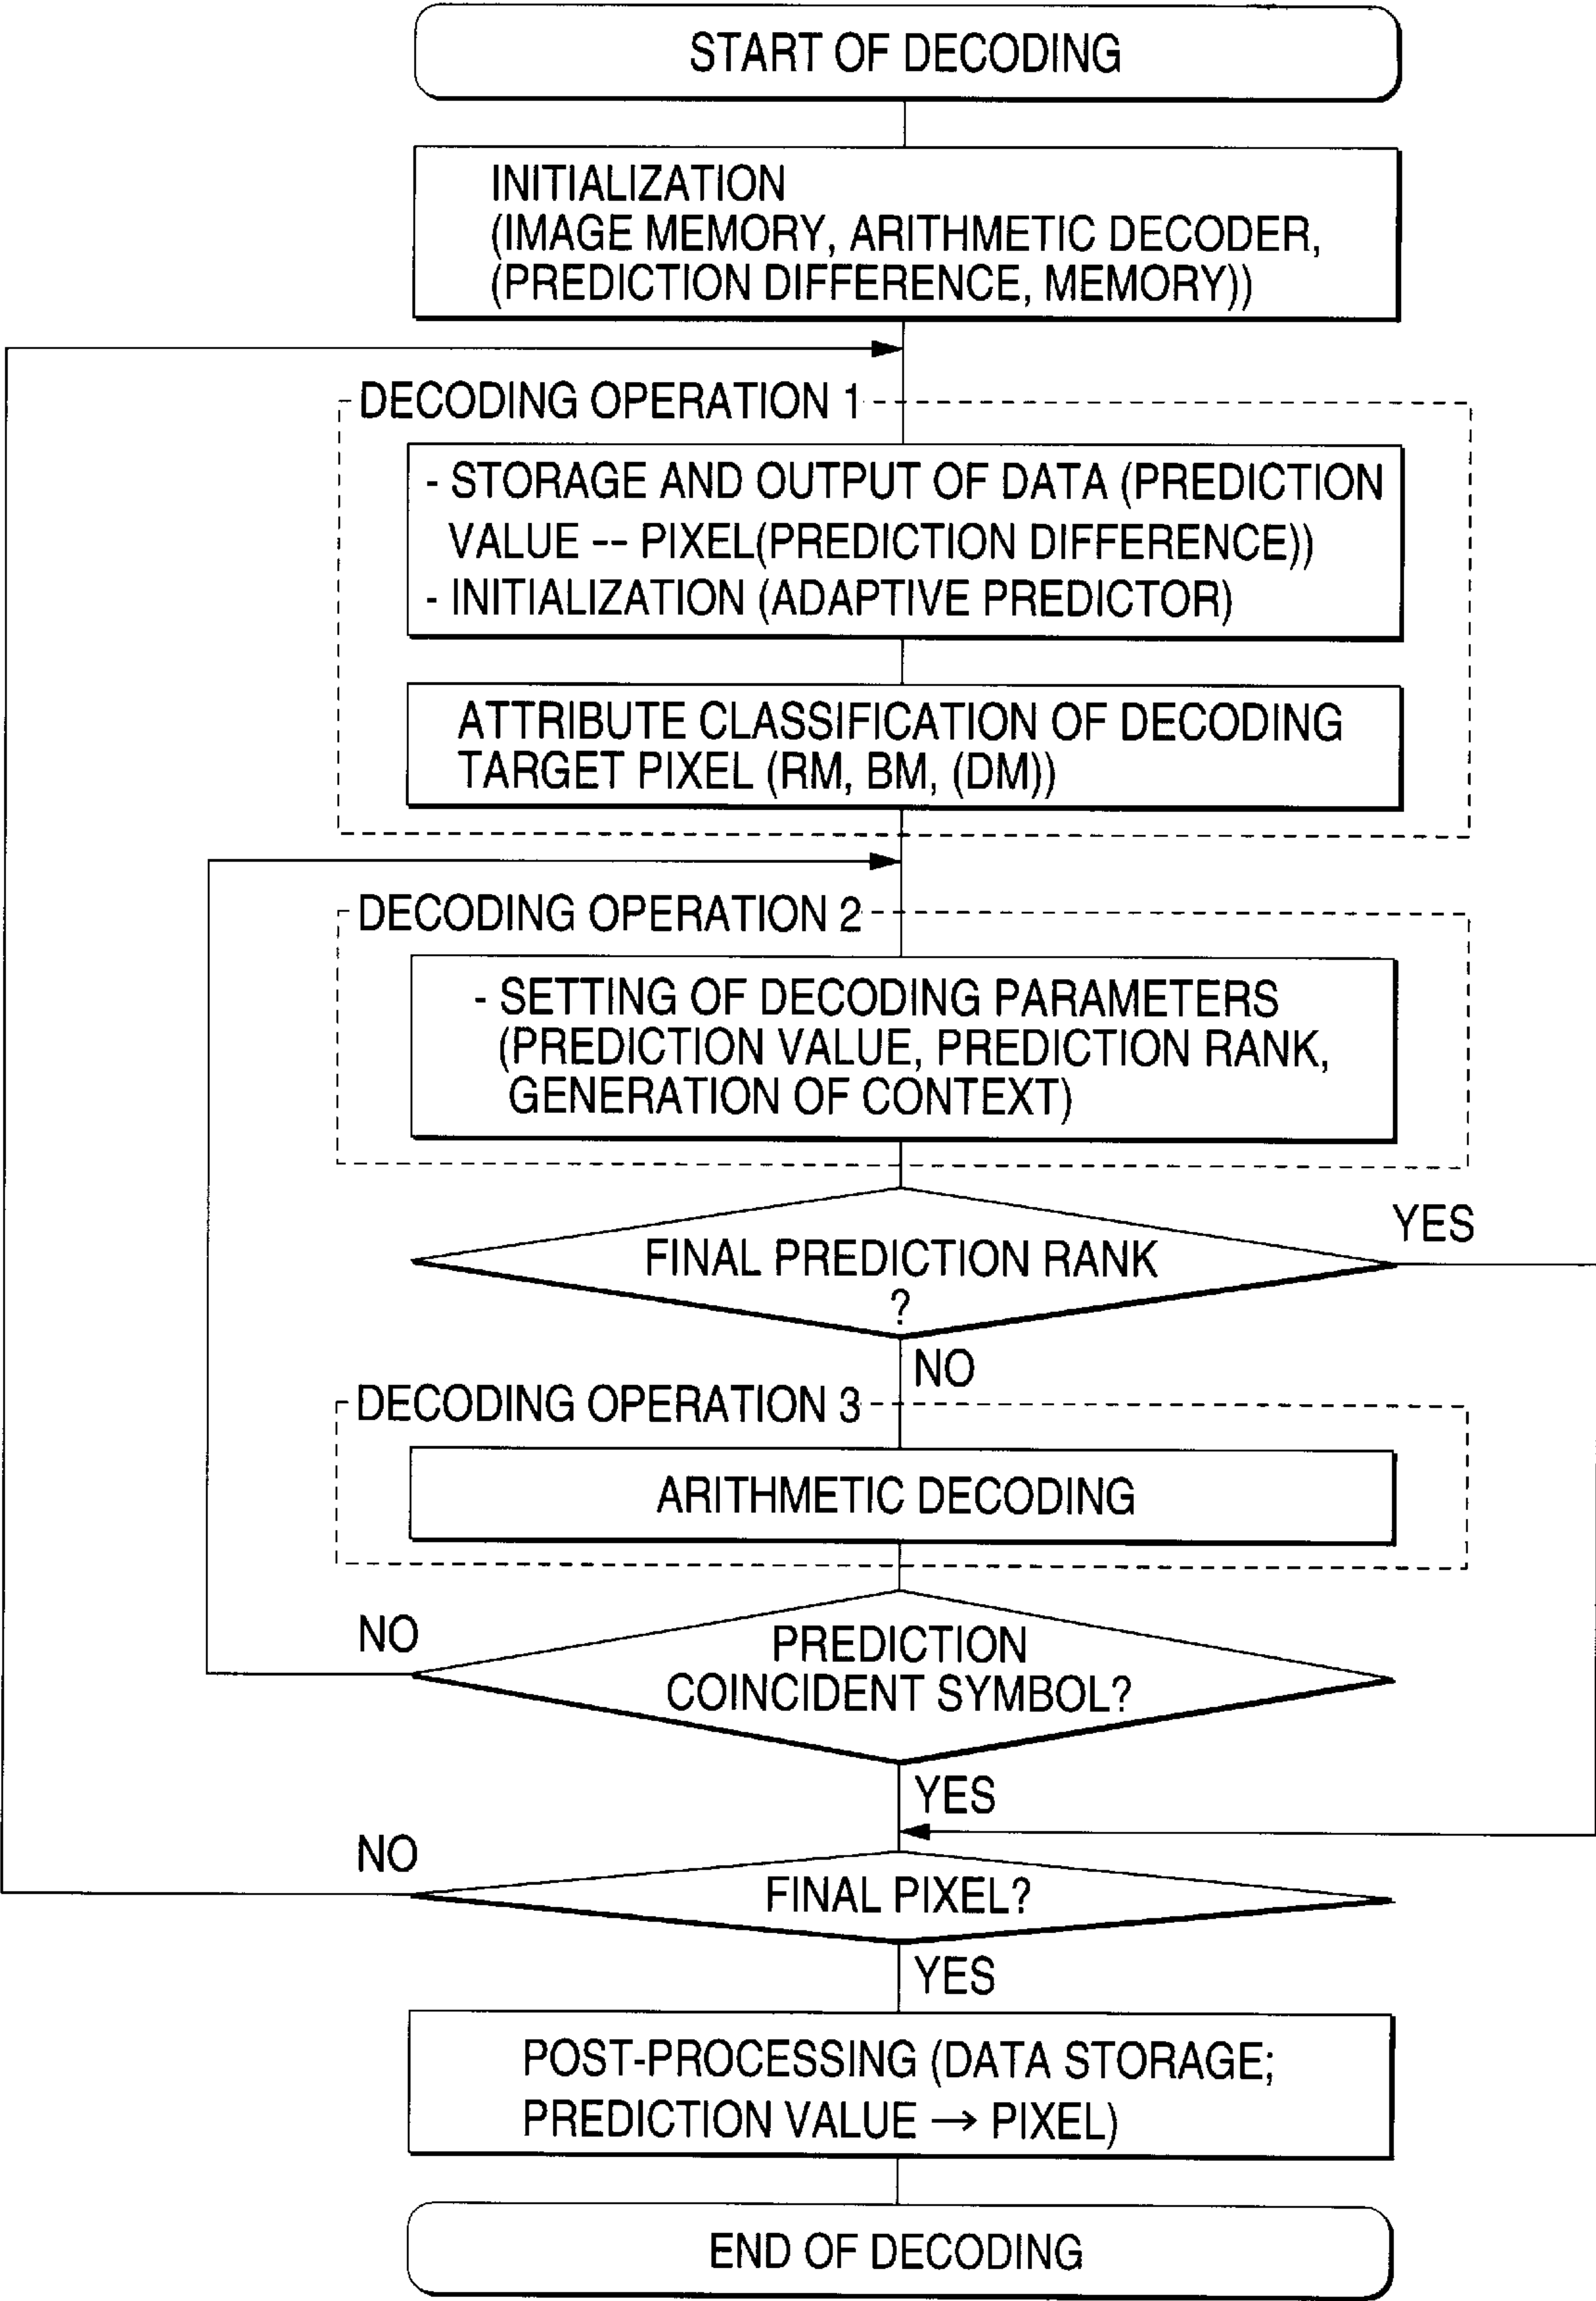 START OF DECODING
INITIALIZATION
(IMAGE MEMORY, ARITHMETIC DECODER,
(PREDICTION DIFFERENCE, MEMORY))
DECODING OPERATION 1
- STORAGE AND OUTPUT OF DATA (PREDICTION
VALUE -- PIXEL(PREDICTION DIFFERENCE))
- INITIALIZATION (ADAPTIVE PREDICTOR)
ATTRIBUTE CLASSIFICATION OF DECODING
TARGET PIXEL (RM, BM, (DM))
DECODING OPERATION 2
- SETTING OF DECODING PARAMETERS
(PREDICTION VALUE, PREDICTION RANK,
GENERATION OF CONTEXT)
YES
FINAL PREDICTION RANK
?
NO
DECODING OPERATION 3
ARITHMETIC DECODING
NO
PREDICTION
COINCIDENT SYMBOL?
YES
NO
FINAL PIXEL?
YES
POST-PROCESSING (DATA STORAGE;
PREDICTION VALUE → PIXEL)
END OF DECODING